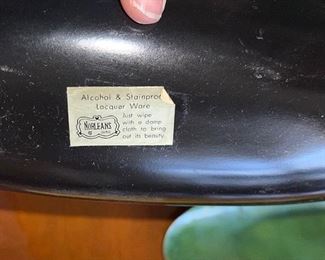 Alcohol & Stainproof
Lacquer Ware
Just wipe
with a damp
cloth to bring
out its beauty.
NORLEANS